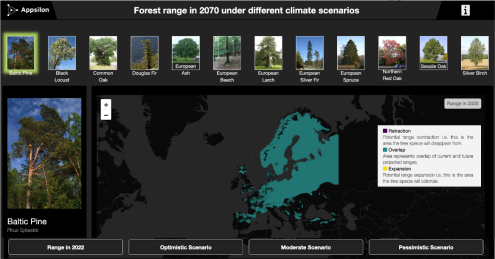 Appsilon
Forest range in 2070 under different climate scenarios
i
Baltic Pine
Black
Locust
Common
Oak
Douglas Fir
European
Ash
European
Beech
European
Larch
European
Silver Fir
European
Spruce
Northern
Red Oak
Sessile Oak
Silver Birch
+
−
Range in 2020
Retraction
Potential range contraction i.e. this is the
area the tree specie will disappear from.
Overlap
Area represents overlap of current and future
projected ranges.
Expansion
Potential range expansion i.e. this is the area
the tree specie will colonize.
Baltic Pine
Pinus Sylvestris
Range in 2022
Optimistic Scenario
Moderate Scenario
Pessimistic Scenario